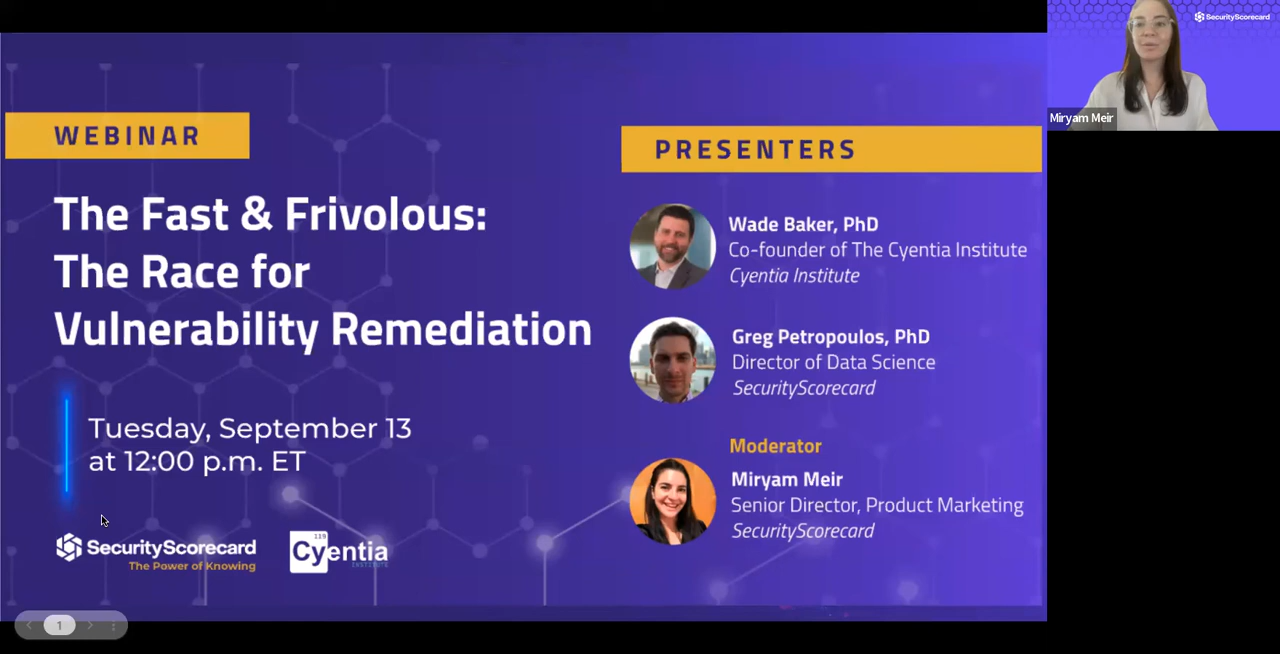 WEBINAR
The Fast & Frivolous:
The Race for
Vulnerability Remediation
Tuesday, September 13
at 12:00 p.m. ET
SecurityScorecard
The Power of Knowing
119
Cyentia
INSTITUTE
PRESENTERS
Wade Baker, PhD
Co-founder of The Cyentia Institute
Cyentia Institute
Greg Petropoulos, PhD
Director of Data Science
SecurityScorecard
Moderator
Miryam Meir
Senior Director, Product Marketing
SecurityScorecard
SecurityScorecard
Miryam Meir
1